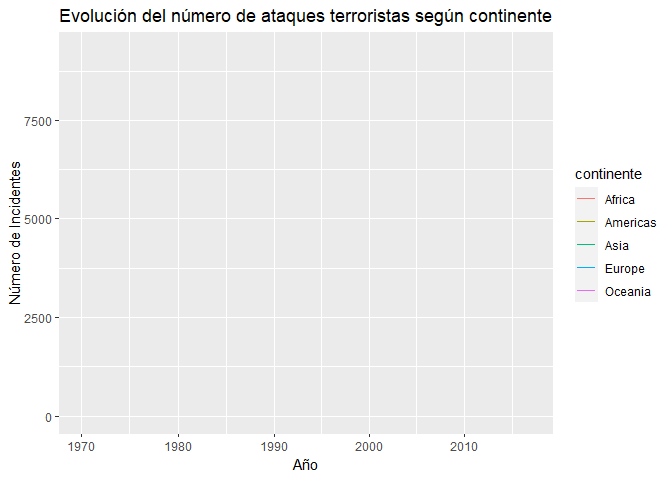 Evolución del número de ataques terroristas según continente
Número de Incidentes
7500
5000
2500
0
1970
1980
1990
2000
2010
Año
continente
Africa
Americas
Asia
Europe
Oceania